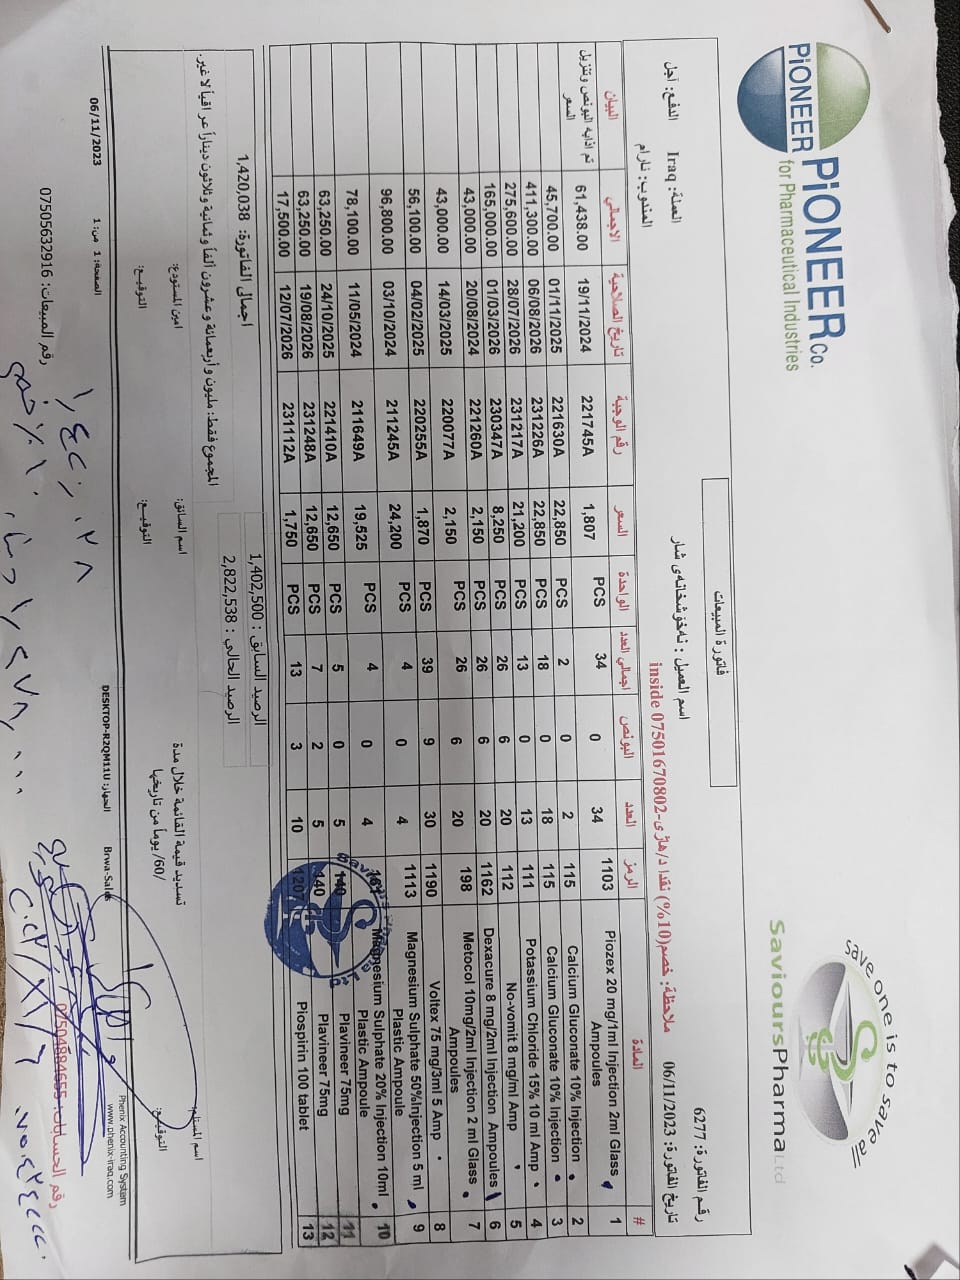 PiONEER
PiONEER Co.
for Pharmaceutical Industries
save one is to save all
SavioursPharma Ltd
فاتورة المبيعات
رقم الفاتورة: 6277
اسم العميل : نەخۆشخانەی شار
العملة: Iraq
الدفع: آجل
تاريخ الفاتورة: 06/11/2023
ملاحظة: خصم(10%) نقدا د/هاژی-07501670802 inside
المندوب: نارام
# المادة الرمز العدد البونص اجمالي العدد الواحدة السعر رقم الوجبة تاريخ الصلاحية الاجمالي البيان
1 Piozex 20 mg/1ml Injection 2ml Glass Ampoules 1103 34 0 34 PCS 1,807 221745A 19/11/2024 61,438.00 تم اذابه البونص وتنزيل السعر
2 Calcium Gluconate 10% Injection 115 2 0 2 PCS 22,850 221630A 01/11/2025 45,700.00
3 Calcium Gluconate 10% Injection 115 18 0 18 PCS 22,850 231226A 06/08/2026 411,300.00
4 Potassium Chloride 15% 10 ml Amp 111 13 0 13 PCS 21,200 231217A 28/07/2026 275,600.00
5 No-vomit 8 mg/ml Amp 112 20 6 26 PCS 8,250 230347A 01/03/2026 165,000.00
6 Dexacure 8 mg/2ml Injection Ampoules 1162 20 6 26 PCS 2,150 221260A 20/08/2024 43,000.00
7 Metocol 10mg/2ml Injection 2 ml Glass Ampoules 198 20 6 26 PCS 2,150 220077A 14/03/2025 43,000.00
8 Voltex 75 mg/3ml 5 Amp 1190 30 9 39 PCS 1,870 220255A 04/02/2025 56,100.00
9 Magnesium Sulphate 50%Injection 5 ml Plastic Ampoule 1113 4 0 4 PCS 24,200 211245A 03/10/2024 96,800.00
10 Magnesium Sulphate 20% Injection 10ml Plastic Ampoule 161 4 0 4 PCS 19,525 211649A 11/05/2024 78,100.00
11 Plavineer 75mg 140 5 0 5 PCS 12,650 221410A 24/10/2025 63,250.00
12 Plavineer 75mg 140 5 2 7 PCS 12,650 231248A 19/08/2026 63,250.00
13 Piospirin 100 tablet 1207 10 3 13 PCS 1,750 231112A 12/07/2026 17,500.00
Saviours Pharma Ltd
الرصيد السابق : 1,402,500
اجمالي الفاتورة: 1,420,038
الرصيد الحالي : 2,822,538
المجموع فقط: مليون و أربعمائة و عشرون ألفاً و ثمانية و ثلاثون ديناراً عراقياً لا غير.
اسم المستلم:
تسديد قيمة القائمة خلال مدة
اسم السائق:
امين المستودع:
/60/ يوماً من تاريخها
التوقيع:
التوقيع:
التوقيع:
Phenix Accounting System
www.phenix-iraq.com
Brwa-Sales
الجهاز: DESKTOP-R2QM11U
الصفحة: 1 من: 1
06/11/2023
رقم الحسابات: 07504884655
رقم المبيعات: 07505632916
١٤٢٠٠٣٨
١٠٪ خصم
١,٢٧٨,٠٠٠
٢٠٢٣/١١/٦